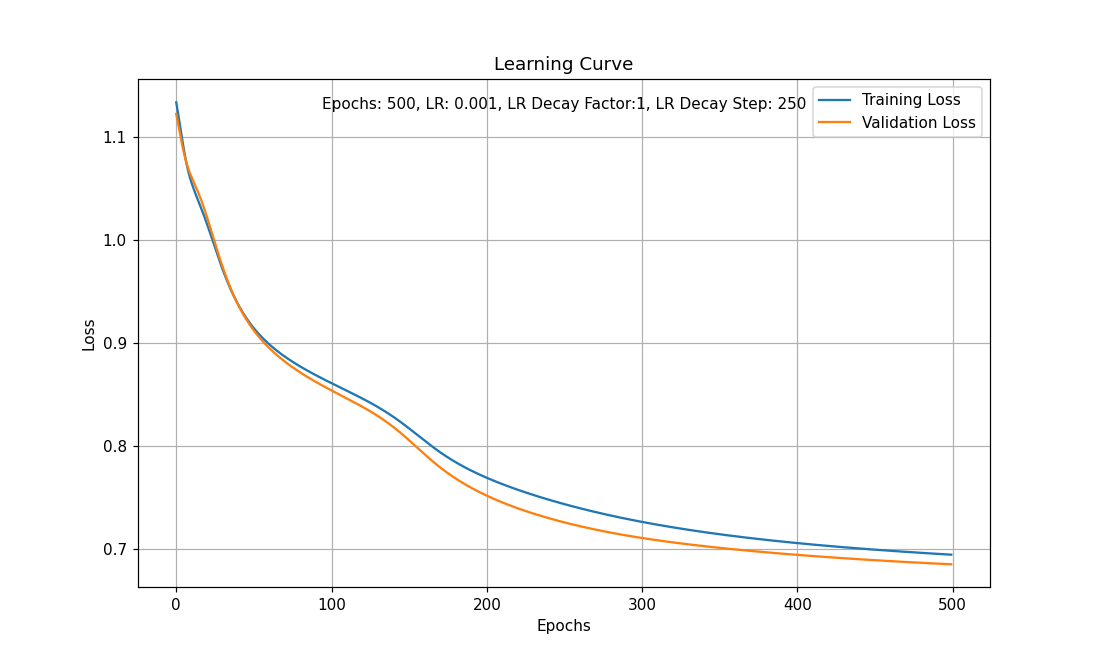 Learning Curve
Epochs: 500, LR: 0.001, LR Decay Factor:1, LR Decay Step: 250
Training Loss
Validation Loss
1.1
1.0
0.9
0.8
0.7
Loss
0 100 200 300 400 500
Epochs